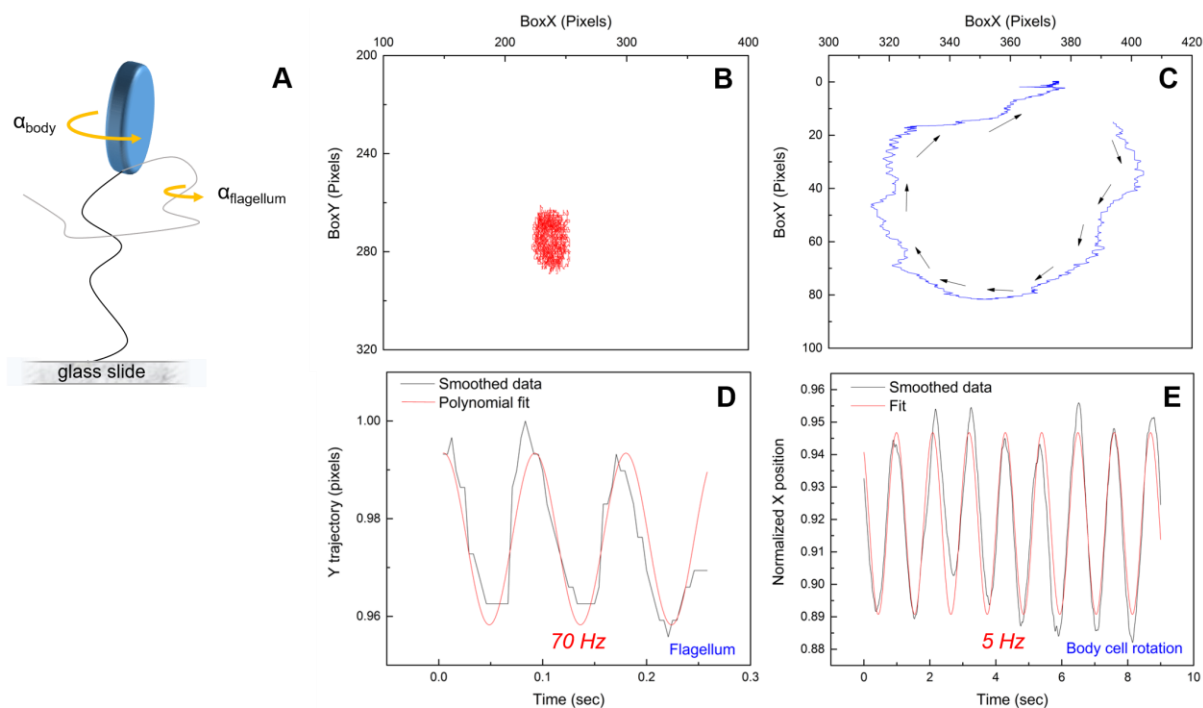 A
αbody
αflagellum
glass slide
BoxX (Pixels)
100 200 300 400
B
200
240
280
320
BoxY (Pixels)
BoxX (Pixels)
300 320 340 360 380 400 420
C
0
20
40
60
80
100
BoxY (Pixels)
Smoothed data
Polynomial fit
D
1.00
0.98
0.96
Y trajectory (pixels)
70 Hz
Flagellum
0.0 0.1 0.2 0.3
Time (sec)
Smoothed data
Fit
E
0.96
0.95
0.94
0.93
0.92
0.91
0.90
0.89
0.88
Normalized X position
5 Hz
Body cell rotation
0 2 4 6 8 10
Time (sec)